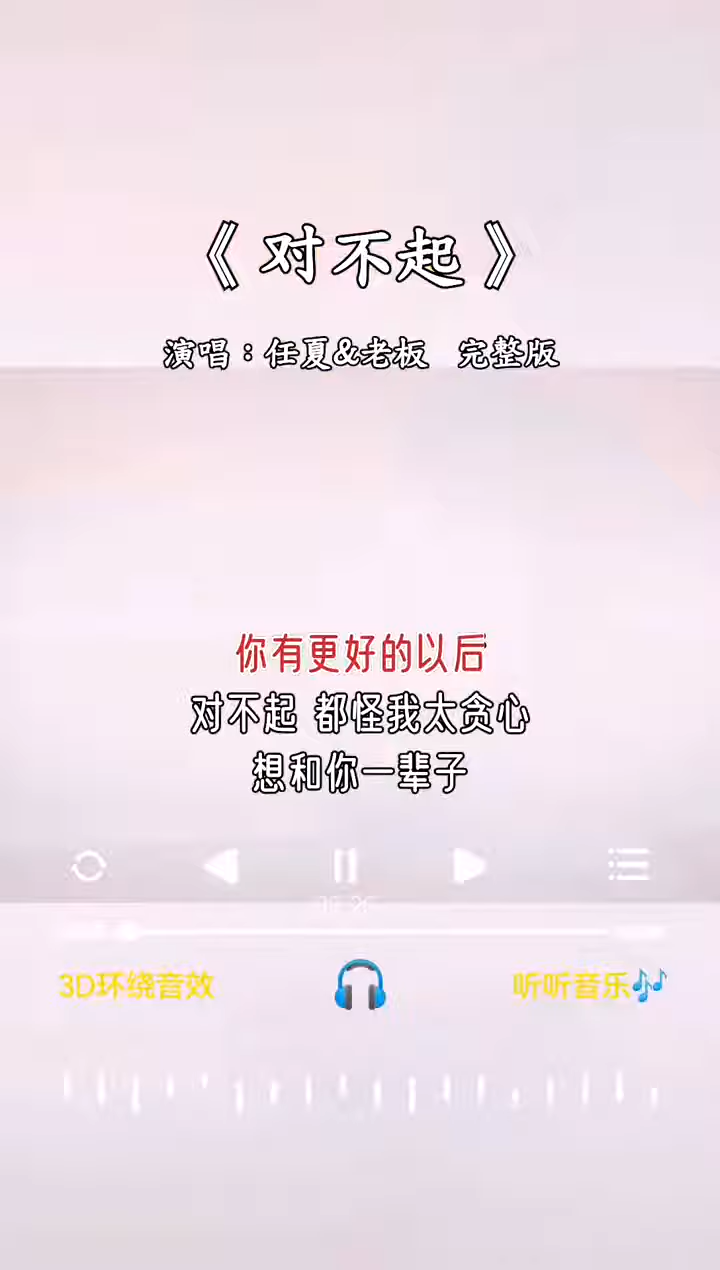 《对不起》
演唱：任夏&老板 完整版
你有更好的以后
对不起 都怪我太贪心
想和你一辈子
3D环绕音效
听听音乐